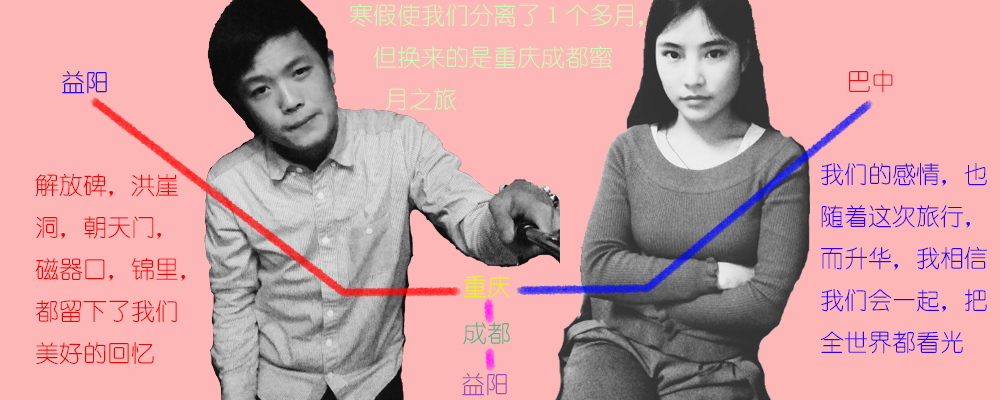 寒假使我们分离了1个多月，
但换来的是重庆成都蜜
月之旅
益阳
巴中
解放碑，洪崖
洞，朝天门，
磁器口，锦里，
都留下了我们
美好的回忆
我们的感情，也
随着这次旅行，
而升华，我相信
我们会一起，把
全世界都看光
重庆
成都
益阳